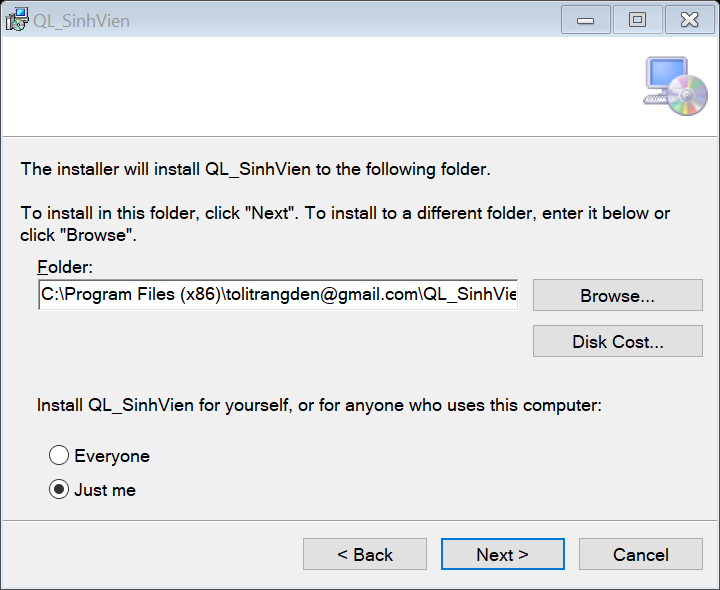 QL_SinhVien
The installer will install QL_SinhVien to the following folder.
To install in this folder, click "Next". To install to a different folder, enter it below or
click "Browse".
Folder:
C:\Program Files (x86)\tolitrangden@gmail.com\QL_SinhVie
Browse...
Disk Cost...
Install QL_SinhVien for yourself, or for anyone who uses this computer:
Everyone
Just me
< Back
Next >
Cancel